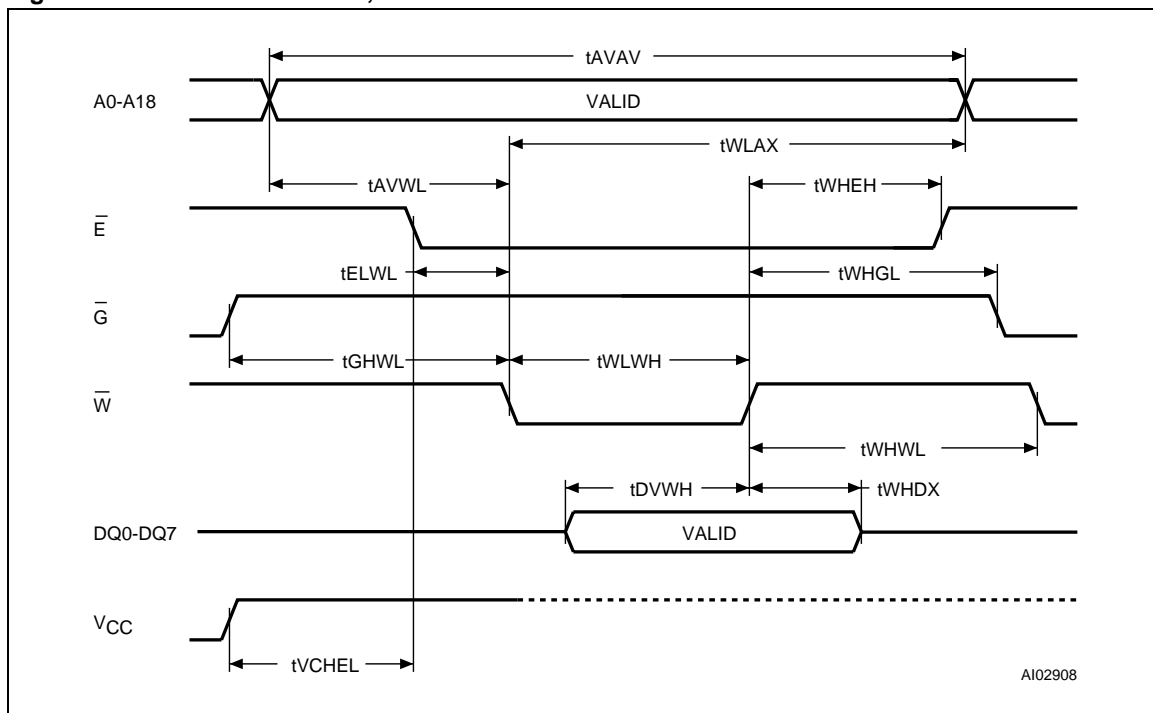 tAVAV
A0-A18
VALID
tWLAX
tAVWL
tWHEH
E̅
tELWL
tWHGL
G̅
tGHWL
tWLWH
W̅
tWHWL
tDVWH
tWHDX
DQ0-DQ7
VALID
VCC
tVCHEL
AI02908